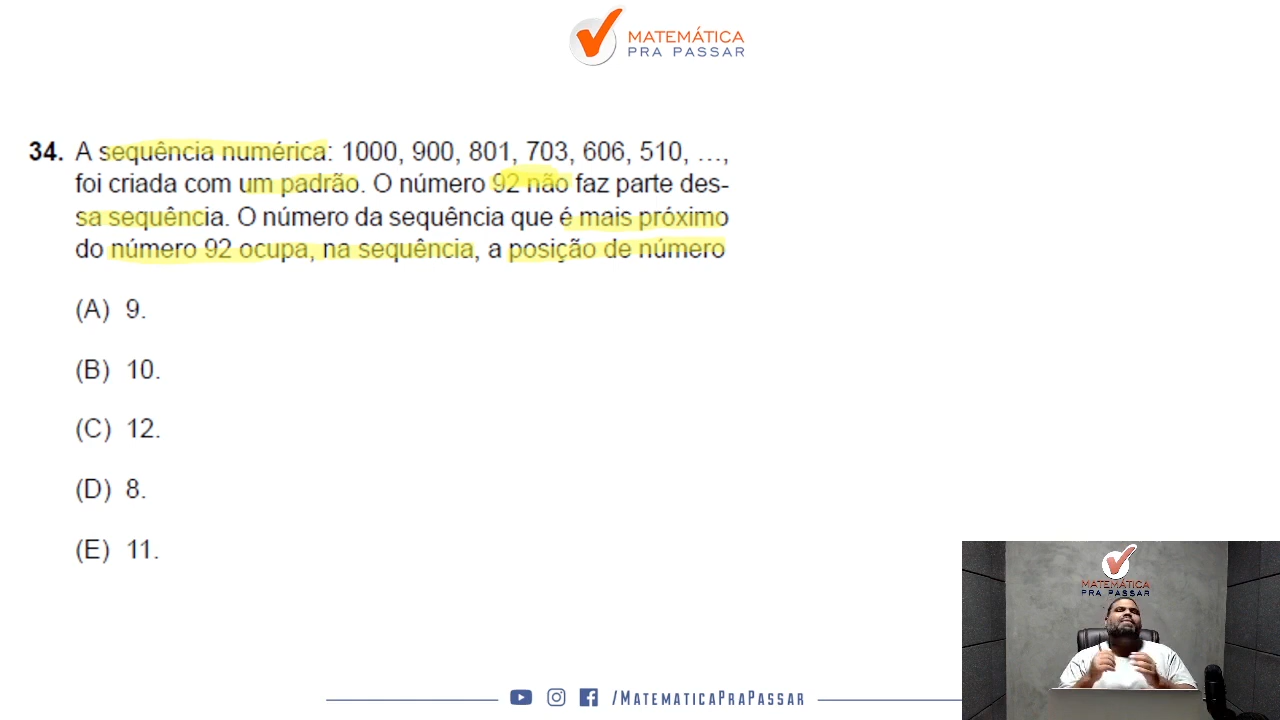 MATEMÁTICA
PRA PASSAR
34. A sequência numérica: 1000, 900, 801, 703, 606, 510, ...,
foi criada com um padrão. O número 92 não faz parte des-
sa sequência. O número da sequência que é mais próximo
do número 92 ocupa, na sequência, a posição de número
(A) 9.
(B) 10.
(C) 12.
(D) 8.
(E) 11.
MATEMÁTICA
PRA PASSAR
/MATEMATICAPRAPASSAR